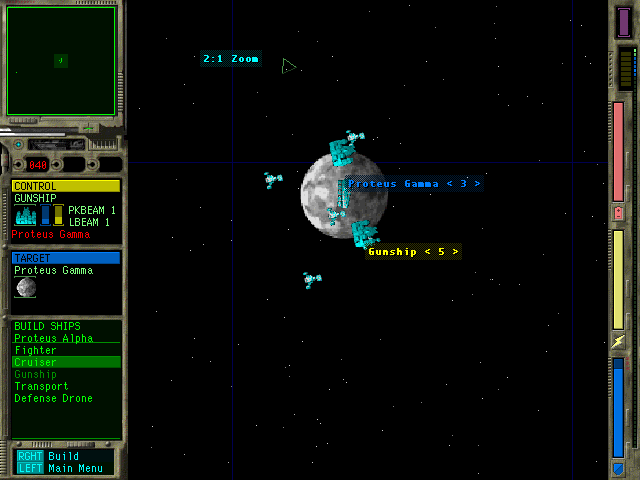 2:1 Zoom
Proteus Gamma < 3 >
Gunship < 5 >
040
CONTROL
GUNSHIP
PKBEAM 1
LBEAM 1
Proteus Gamma
TARGET
Proteus Gamma
BUILD SHIPS
Proteus Alpha
Fighter
Cruiser
Gunship
Transport
Defense Drone
RGHT Build
LEFT Main Menu